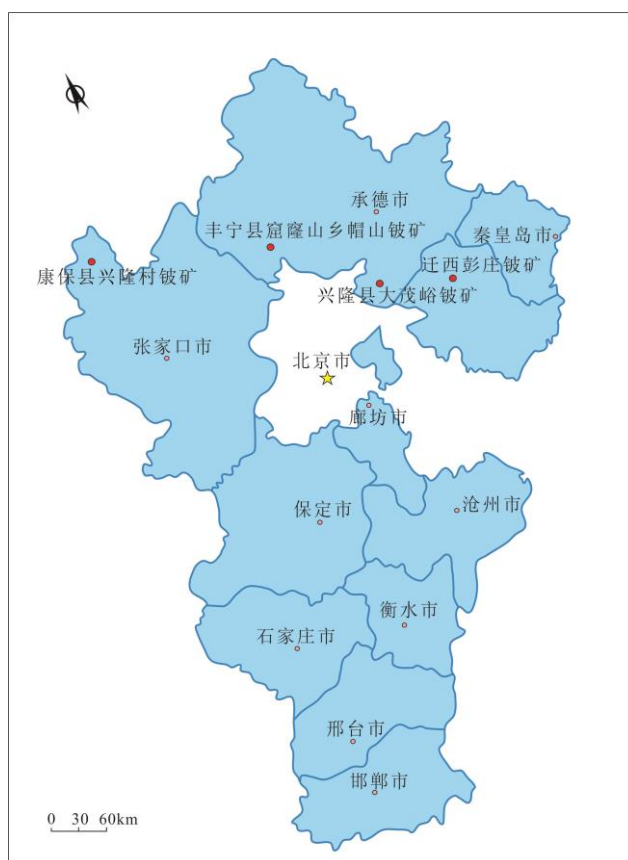 承德市
丰宁县窟窿山乡帽山铍矿
秦皇岛市
康保县兴隆村铍矿
迁西彭庄铍矿
兴隆县大茂峪铍矿
张家口市
北京市
廊坊市
保定市
沧州市
衡水市
石家庄市
邢台市
邯郸市
0 30 60km